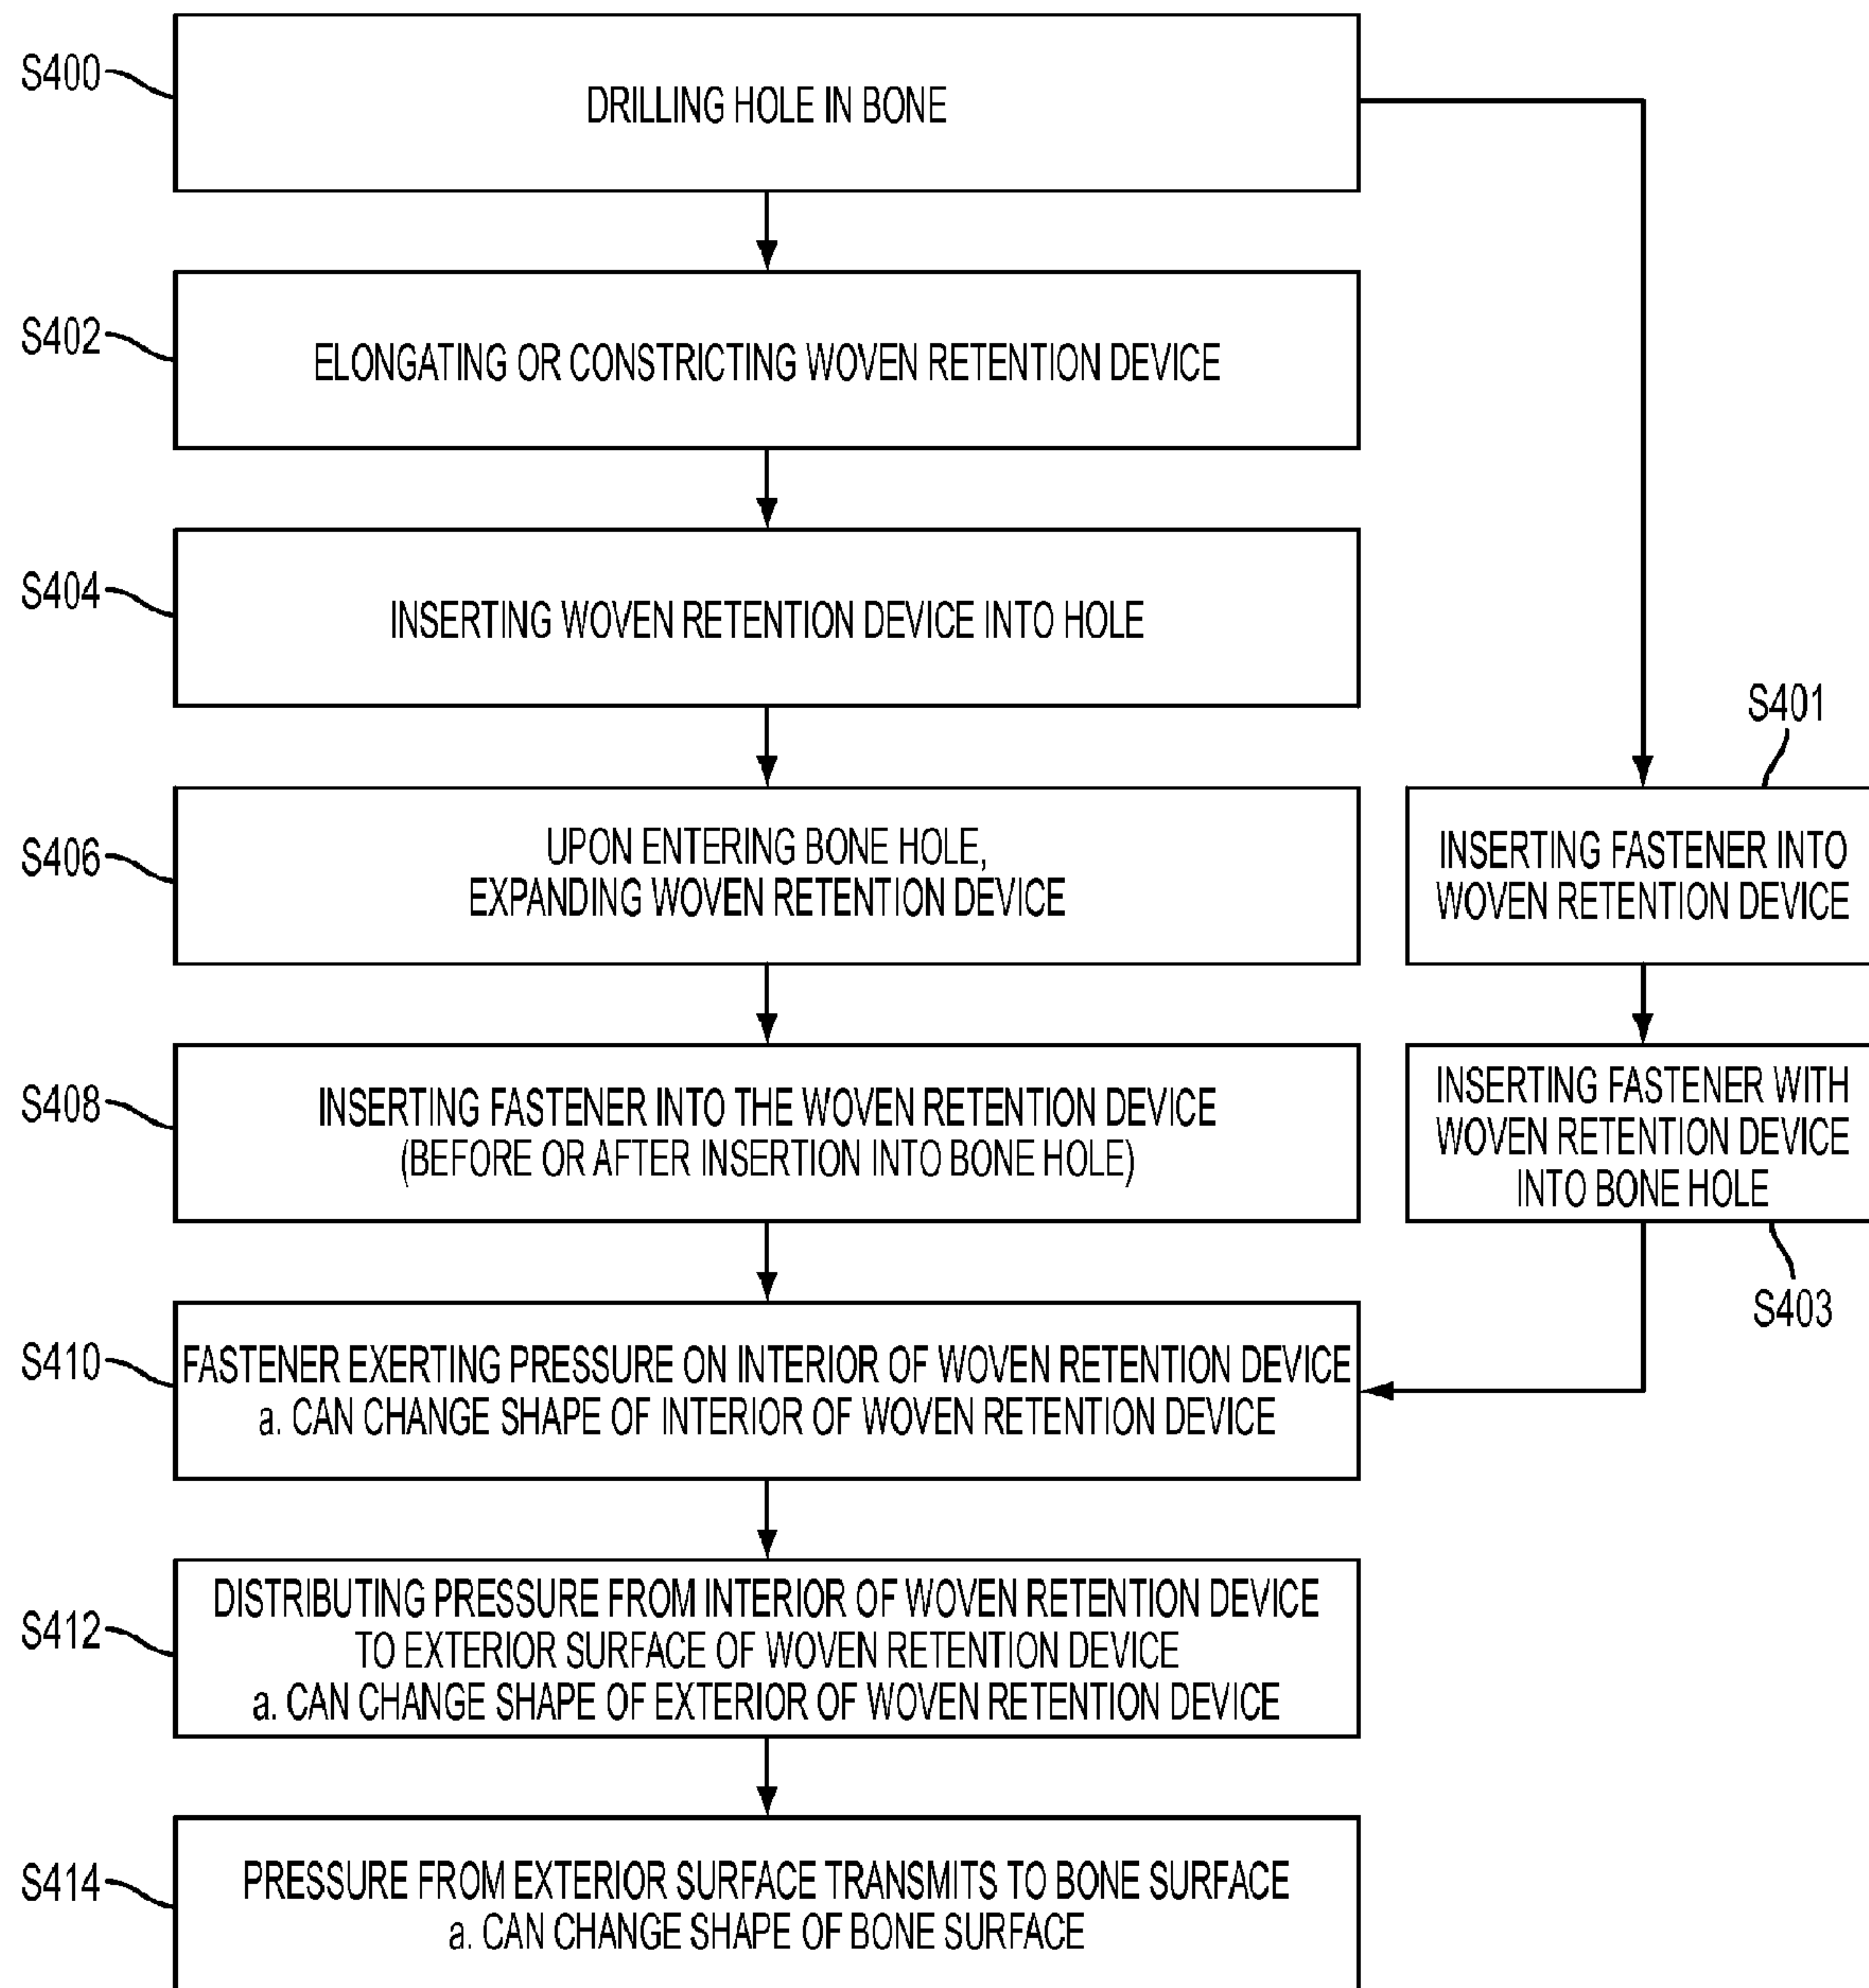 S400
DRILLING HOLE IN BONE
S402
ELONGATING OR CONSTRICTING WOVEN RETENTION DEVICE
S404
INSERTING WOVEN RETENTION DEVICE INTO HOLE
S406
UPON ENTERING BONE HOLE,
EXPANDING WOVEN RETENTION DEVICE
S401
INSERTING FASTENER INTO
WOVEN RETENTION DEVICE
S408
INSERTING FASTENER INTO THE WOVEN RETENTION DEVICE
(BEFORE OR AFTER INSERTION INTO BONE HOLE)
INSERTING FASTENER WITH
WOVEN RETENTION DEVICE
INTO BONE HOLE
S403
S410
FASTENER EXERTING PRESSURE ON INTERIOR OF WOVEN RETENTION DEVICE
a. CAN CHANGE SHAPE OF INTERIOR OF WOVEN RETENTION DEVICE
S412
DISTRIBUTING PRESSURE FROM INTERIOR OF WOVEN RETENTION DEVICE
TO EXTERIOR SURFACE OF WOVEN RETENTION DEVICE
a. CAN CHANGE SHAPE OF EXTERIOR OF WOVEN RETENTION DEVICE
S414
PRESSURE FROM EXTERIOR SURFACE TRANSMITS TO BONE SURFACE
a. CAN CHANGE SHAPE OF BONE SURFACE